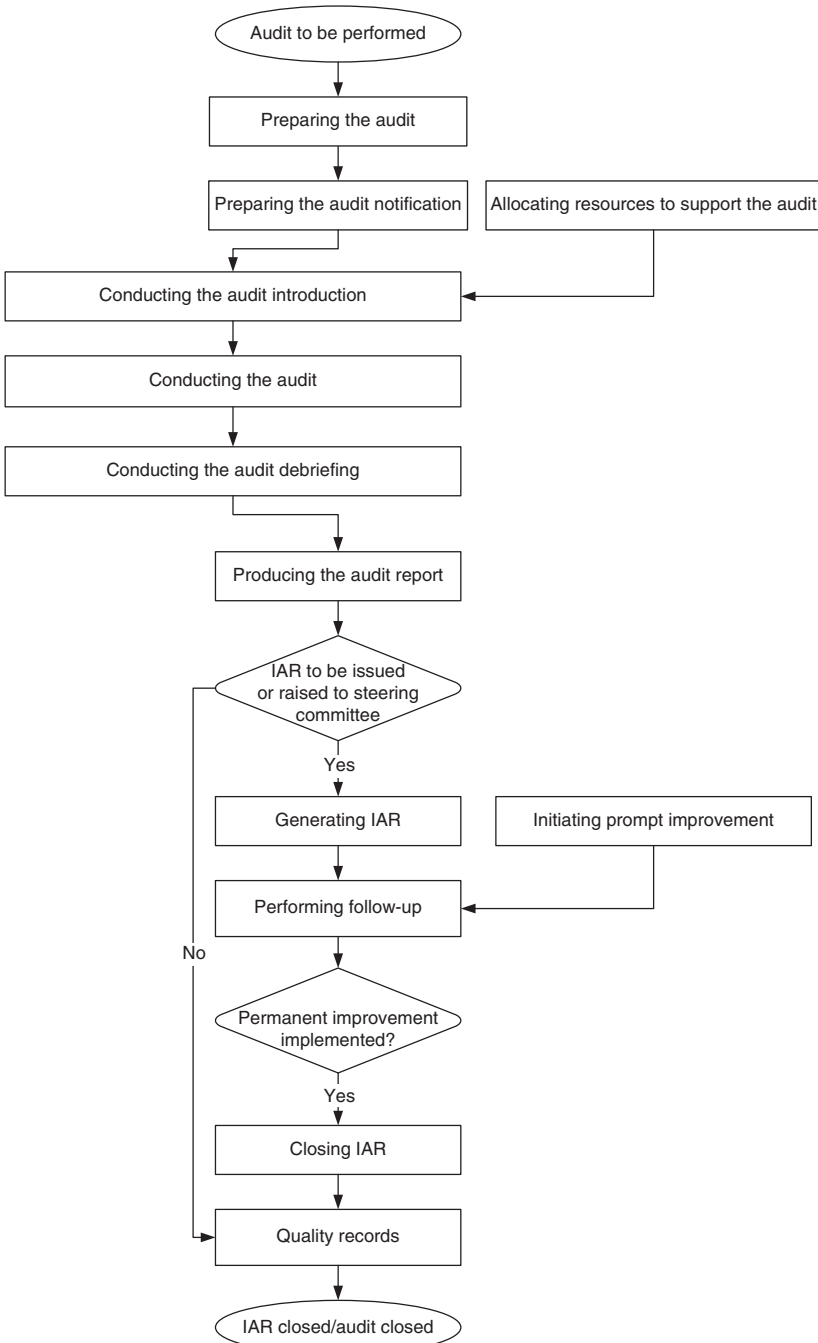 Audit to be performed
Preparing the audit
Preparing the audit notification
Allocating resources to support the audit
Conducting the audit introduction
Conducting the audit
Conducting the audit debriefing
Producing the audit report
IAR to be issued
or raised to steering
committee
Yes
Generating IAR
Initiating prompt improvement
Performing follow-up
No
Permanent improvement
implemented?
Yes
Closing IAR
Quality records
IAR closed/audit closed